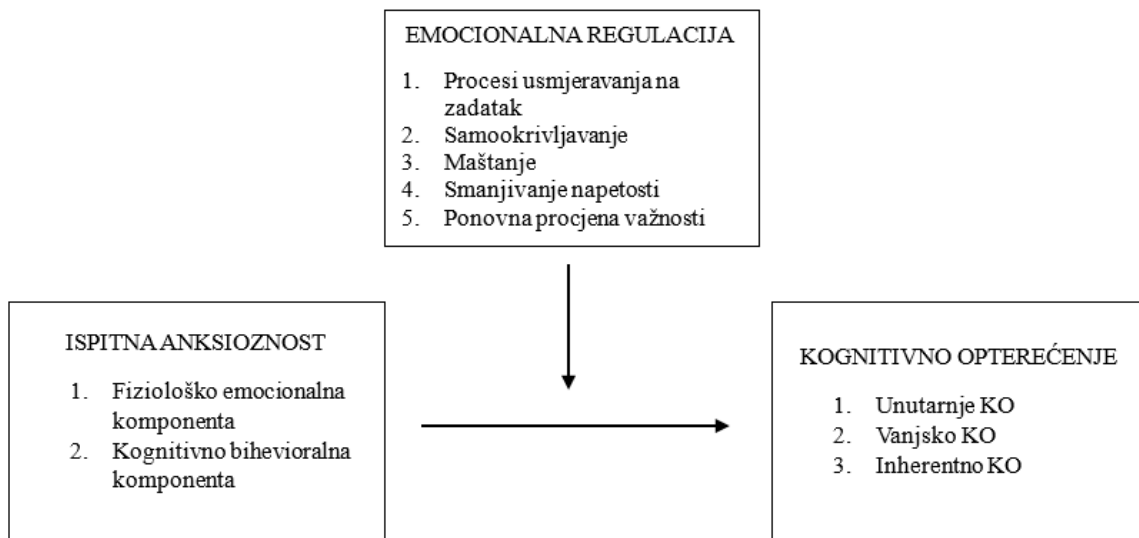 EMOCIONALNA REGULACIJA
1. Procesi usmjeravanja na
zadatak
2. Samookrivljavanje
3. Maštanje
4. Smanjivanje napetosti
5. Ponovna procjena važnosti
ISPITNA ANKSIOZNOST
1. Fiziološko emocionalna
komponenta
2. Kognitivno bihevioralna
komponenta
KOGNITIVNO OPTEREĆENJE
1. Unutarnje KO
2. Vanjsko KO
3. Inherentno KO